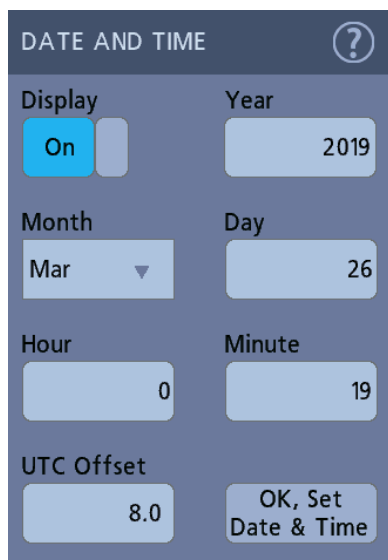 DATE AND TIME ?
Display Year
On 2019
Month Day
Mar 26
Hour Minute
0 19
UTC Offset
8.0 OK, Set
Date & Time